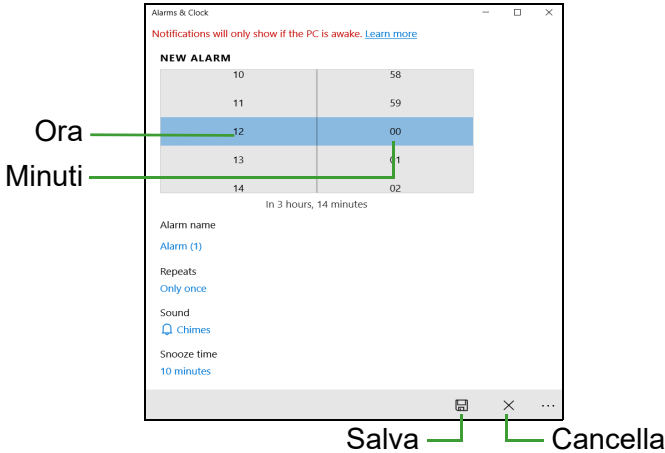 Alarms & Clock
Notifications will only show if the PC is awake. Learn more
NEW ALARM
10 58
11 59
Ora 12 00
13 01
Minuti
14 02
In 3 hours, 14 minutes
Alarm name
Alarm (1)
Repeats
Only once
Sound
Chimes
Snooze time
10 minutes
Salva Cancella